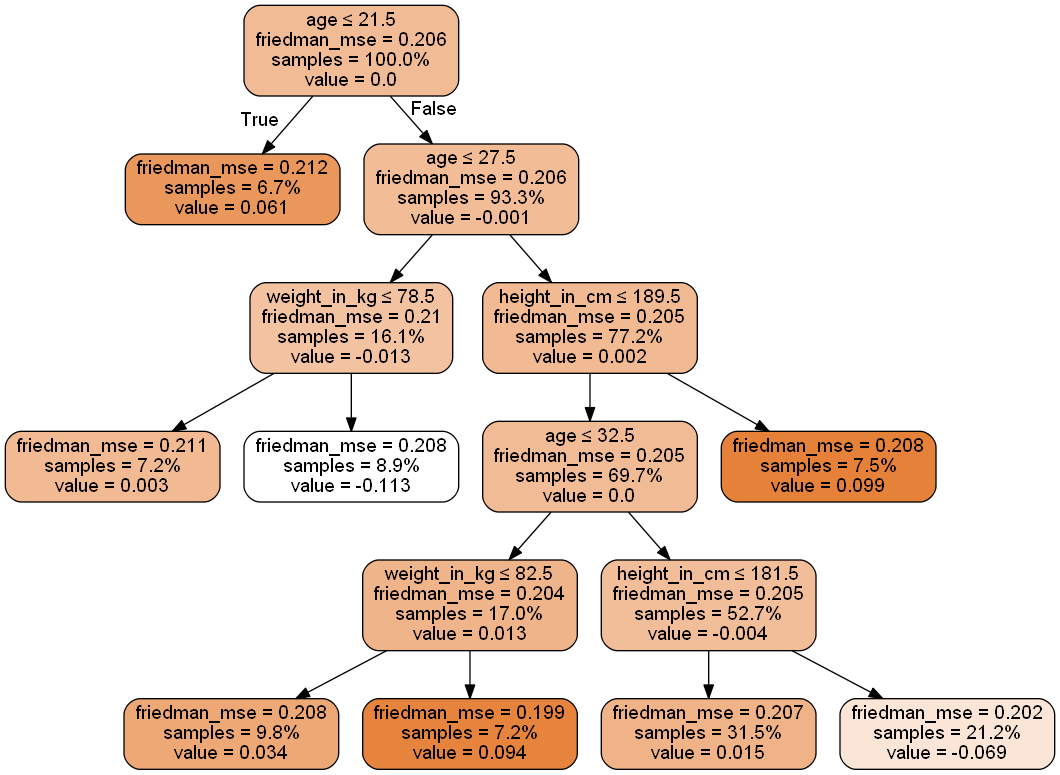 age ≤ 21.5
friedman_mse = 0.206
samples = 100.0%
value = 0.0
True
False
friedman_mse = 0.212
samples = 6.7%
value = 0.061
age ≤ 27.5
friedman_mse = 0.206
samples = 93.3%
value = -0.001
weight_in_kg ≤ 78.5
friedman_mse = 0.21
samples = 16.1%
value = -0.013
height_in_cm ≤ 189.5
friedman_mse = 0.205
samples = 77.2%
value = 0.002
friedman_mse = 0.211
samples = 7.2%
value = 0.003
friedman_mse = 0.208
samples = 8.9%
value = -0.113
age ≤ 32.5
friedman_mse = 0.205
samples = 69.7%
value = 0.0
friedman_mse = 0.208
samples = 7.5%
value = 0.099
weight_in_kg ≤ 82.5
friedman_mse = 0.204
samples = 17.0%
value = 0.013
height_in_cm ≤ 181.5
friedman_mse = 0.205
samples = 52.7%
value = -0.004
friedman_mse = 0.208
samples = 9.8%
value = 0.034
friedman_mse = 0.199
samples = 7.2%
value = 0.094
friedman_mse = 0.207
samples = 31.5%
value = 0.015
friedman_mse = 0.202
samples = 21.2%
value = -0.069